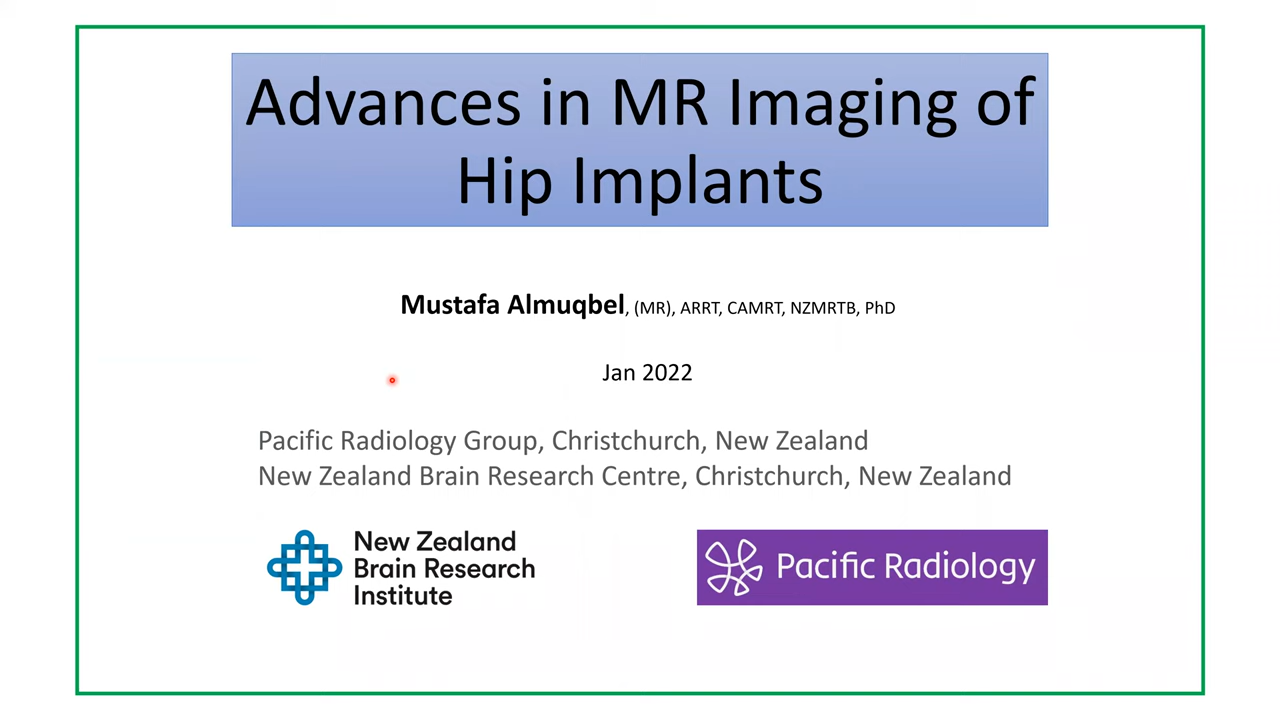 Advances in MR Imaging of
Hip Implants
Mustafa Almuqbel, (MR), ARRT, CAMRT, NZMRTB, PhD
Jan 2022
Pacific Radiology Group, Christchurch, New Zealand
New Zealand Brain Research Centre, Christchurch, New Zealand
New Zealand
Brain Research
Institute
Pacific Radiology